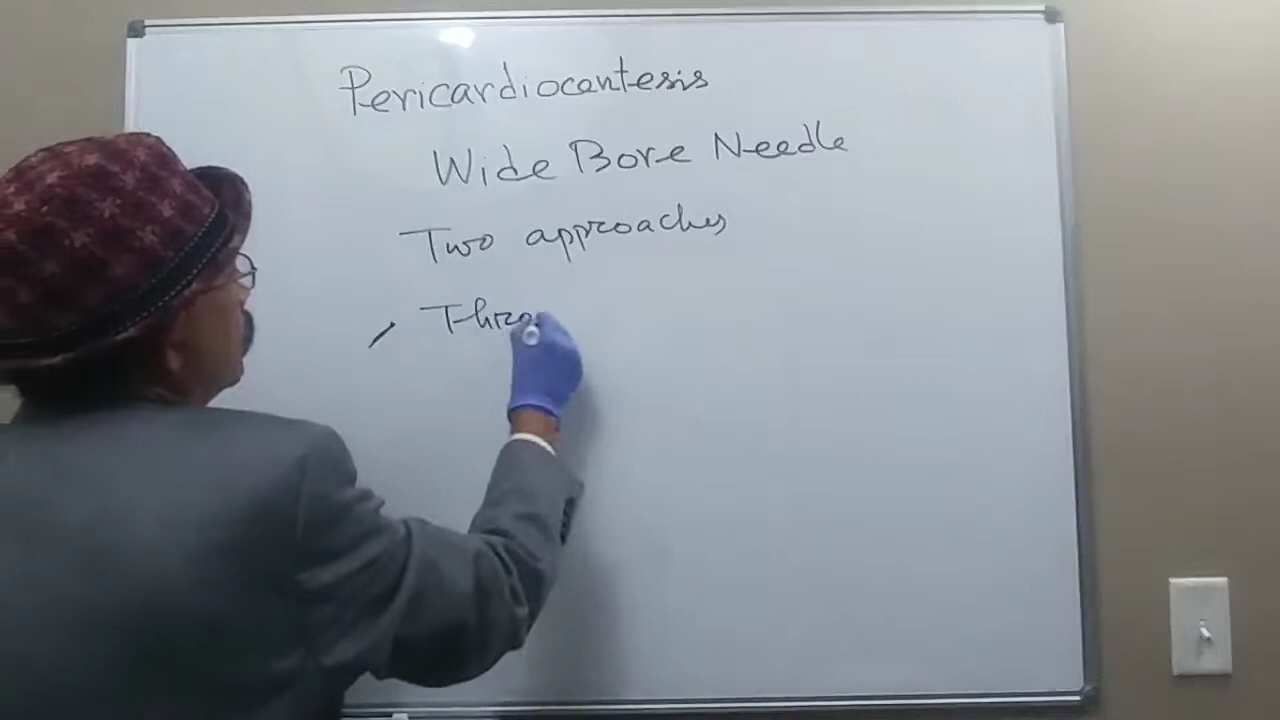 Pericardiocentesis
Wide Bore Needle
Two approaches
Thro